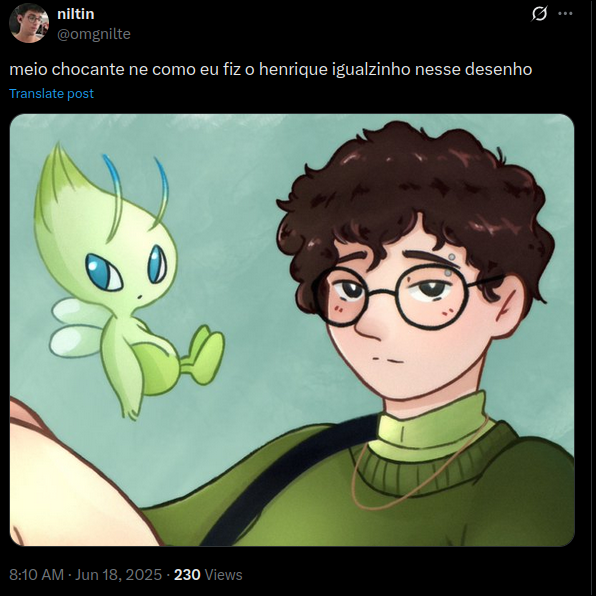 niltin
@omgnilte
meio chocante ne como eu fiz o henrique igualzinho nesse desenho
Translate post
8:10 AM · Jun 18, 2025 · 230 Views